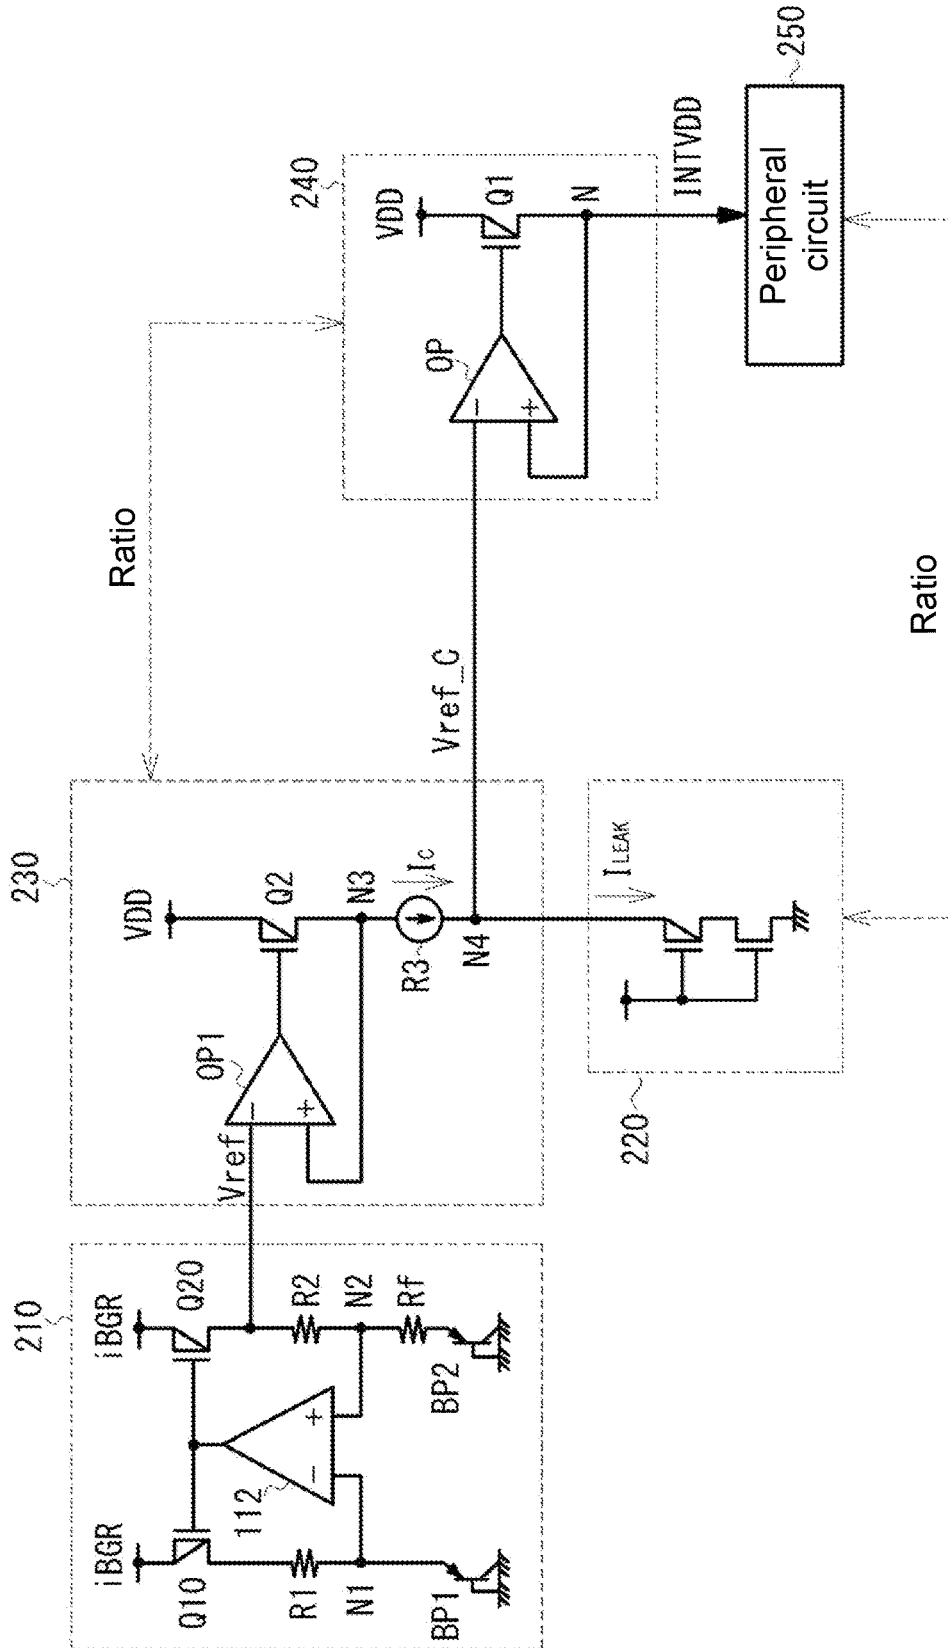 210
iBGR
iBGR
Q10
Q20
112
−
+
R1
R2
N1
N2
Rf
BP1
BP2
Vref
230
VDD
OP1
−
+
Q2
N3
R3
Ic
N4
220
ILEAK
Ratio
Vref_C
240
VDD
OP
−
+
Q1
N
INTVDD
Peripheral
circuit
250
Ratio